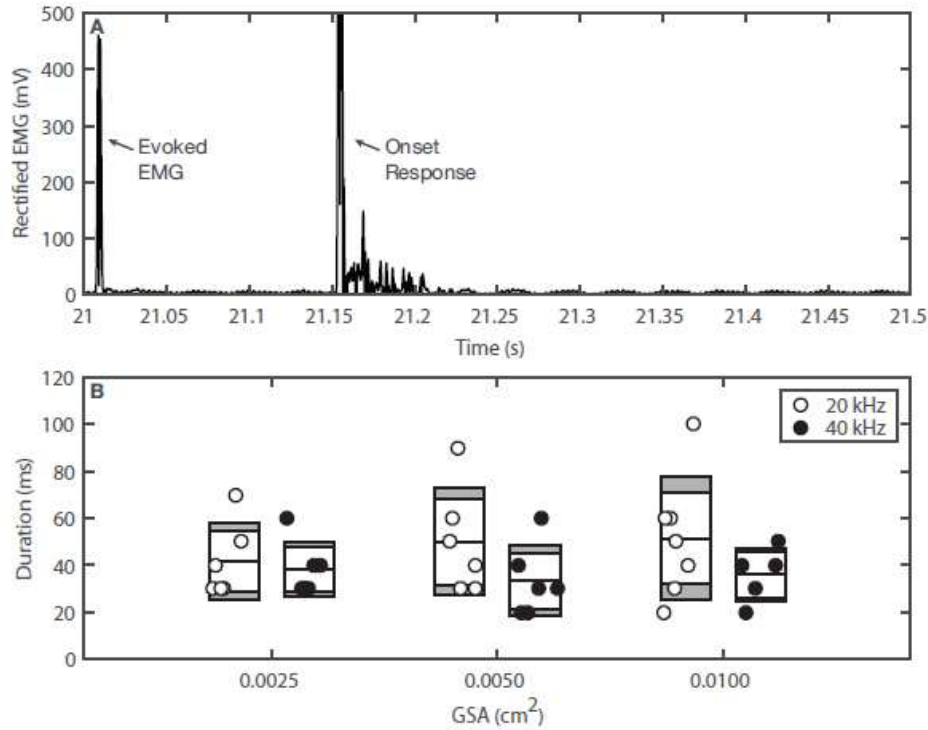 A
500
400
300
200
100
0
Rectified EMG (mV)
Evoked
EMG
Onset
Response
21 21.05 21.1 21.15 21.2 21.25 21.3 21.35 21.4 21.45 21.5
Time (s)
B
120
100
80
60
40
20
0
Duration (ms)
20 kHz
40 kHz
0.0025 0.0050 0.0100
GSA (cm²)